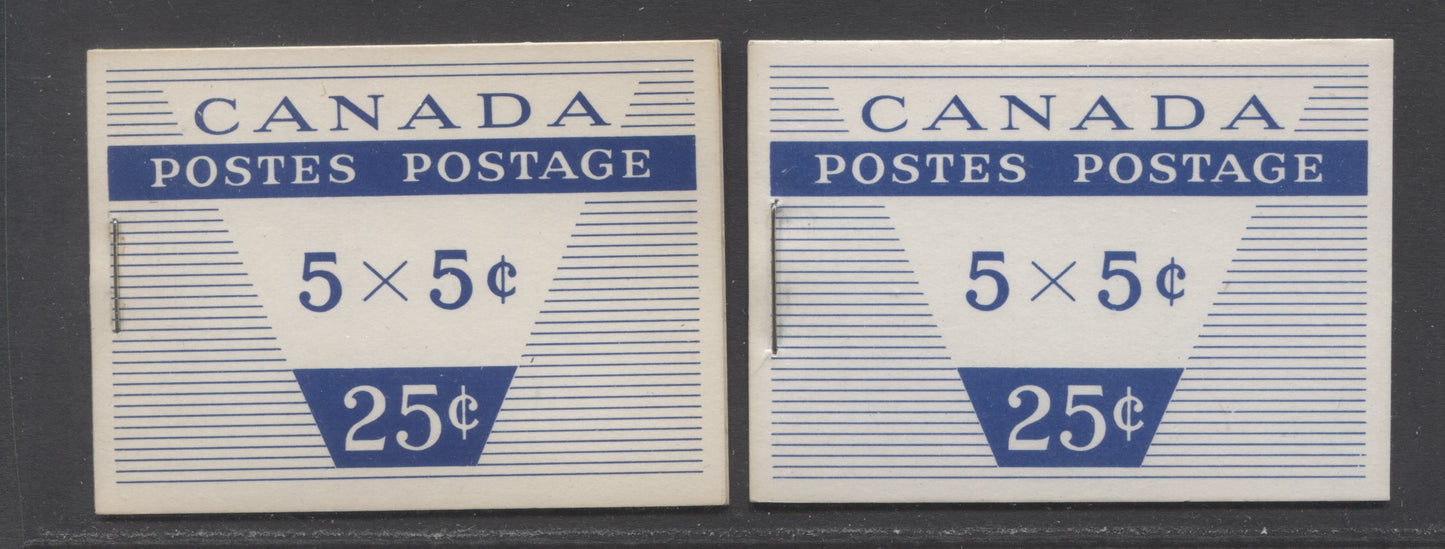 CANADA
POSTES POSTAGE
5 × 5¢
25¢
CANADA
POSTES POSTAGE
5 × 5¢
25¢